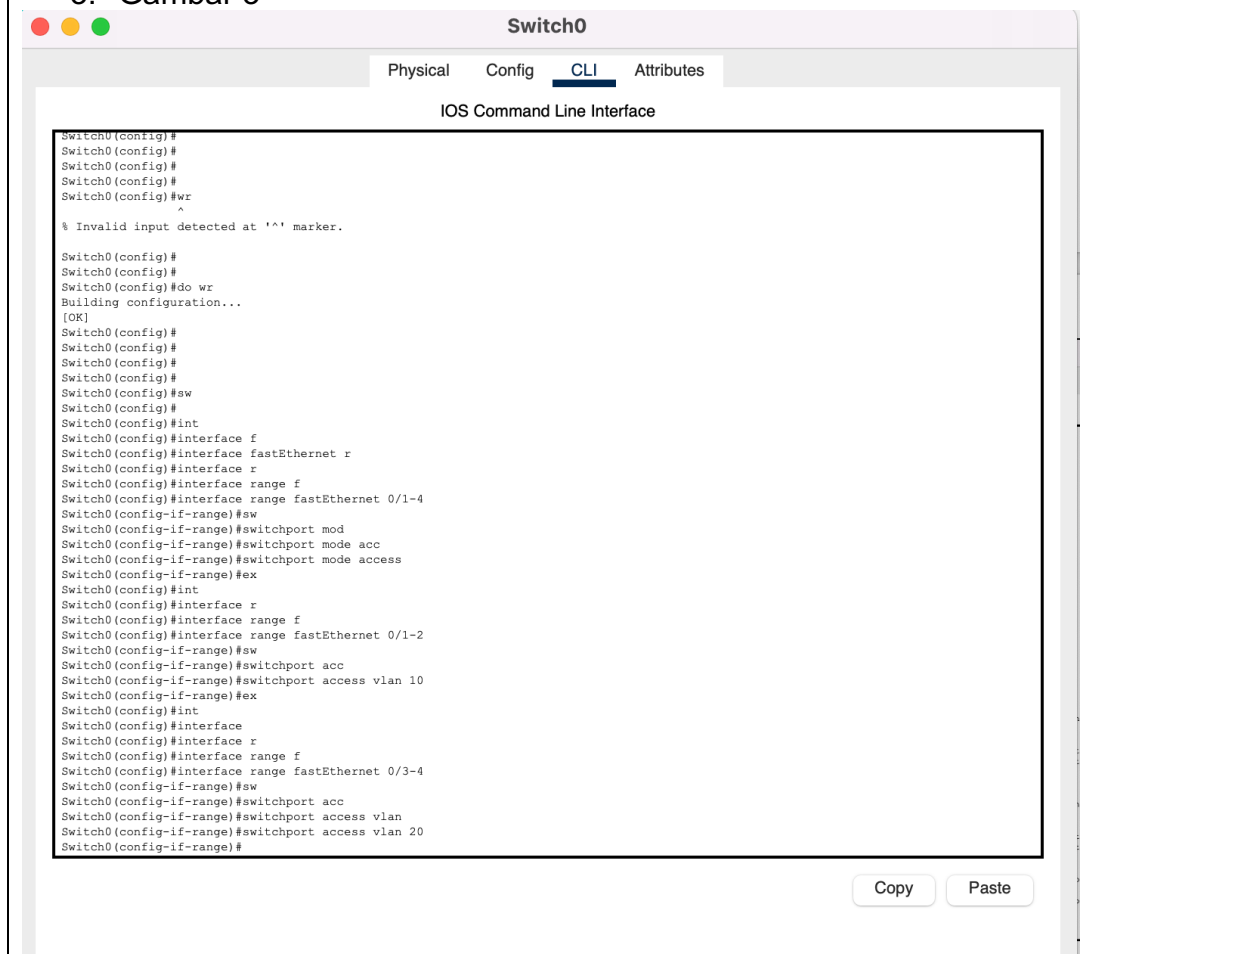 Switch0
Physical Config CLI Attributes
IOS Command Line Interface
Switch0(config)#
Switch0(config)#
Switch0(config)#
Switch0(config)#
Switch0(config)#wr
^
% Invalid input detected at '^' marker.
Switch0(config)#
Switch0(config)#
Switch0(config)#do wr
Building configuration...
[OK]
Switch0(config)#
Switch0(config)#
Switch0(config)#
Switch0(config)#
Switch0(config)#sw
Switch0(config)#
Switch0(config)#int
Switch0(config)#interface f
Switch0(config)#interface fastEthernet r
Switch0(config)#interface r
Switch0(config)#interface range f
Switch0(config)#interface range fastEthernet 0/1-4
Switch0(config-if-range)#sw
Switch0(config-if-range)#switchport mod
Switch0(config-if-range)#switchport mode acc
Switch0(config-if-range)#switchport mode access
Switch0(config-if-range)#ex
Switch0(config)#int
Switch0(config)#interface r
Switch0(config)#interface range f
Switch0(config)#interface range fastEthernet 0/1-2
Switch0(config-if-range)#sw
Switch0(config-if-range)#switchport acc
Switch0(config-if-range)#switchport access vlan 10
Switch0(config-if-range)#ex
Switch0(config)#int
Switch0(config)#interface
Switch0(config)#interface r
Switch0(config)#interface range f
Switch0(config)#interface range fastEthernet 0/3-4
Switch0(config-if-range)#sw
Switch0(config-if-range)#switchport acc
Switch0(config-if-range)#switchport access vlan
Switch0(config-if-range)#switchport access vlan 20
Switch0(config-if-range)#
Copy Paste